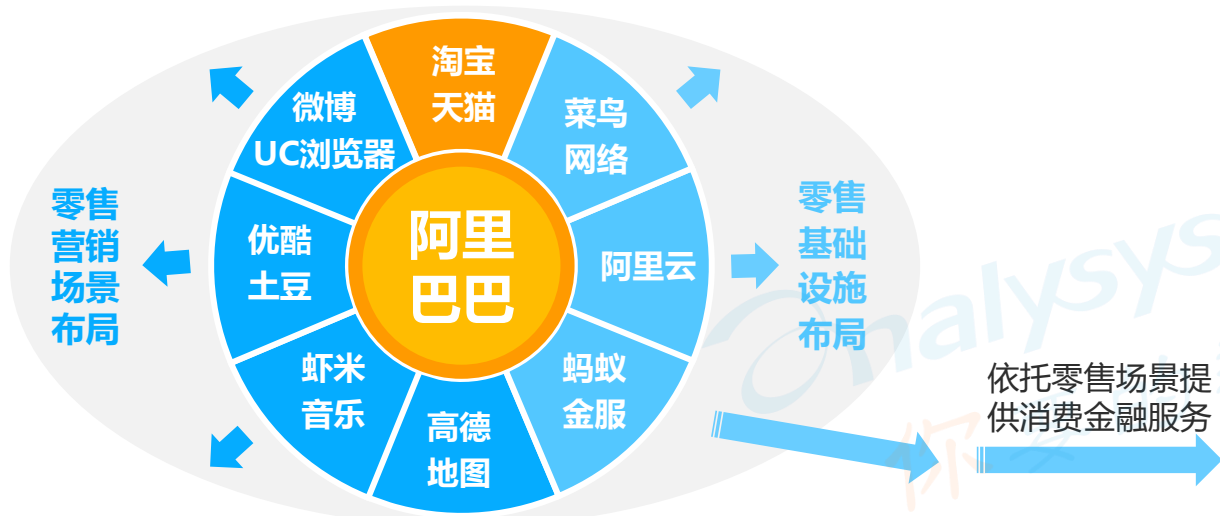 淘宝
天猫
菜鸟
网络
阿里云
蚂蚁
金服
高德
地图
虾米
音乐
优酷
土豆
微博
UC浏览器
阿里
巴巴
零售
营销
场景
布局
零售
基础
设施
布局
依托零售场景提
供消费金融服务
nalysys
你